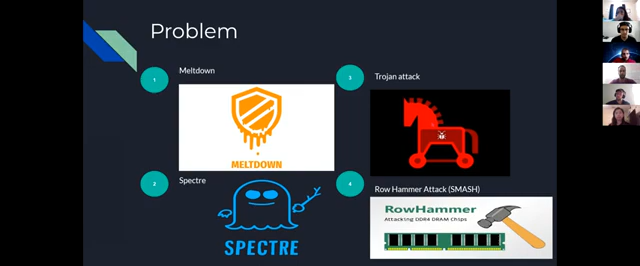 Problem
1
Meltdown
MELTDOWN
2
Spectre
SPECTRE
3
Trojan attack
4
Row Hammer Attack (SMASH)
RowHammer
Attacking DDR4 DRAM Chips